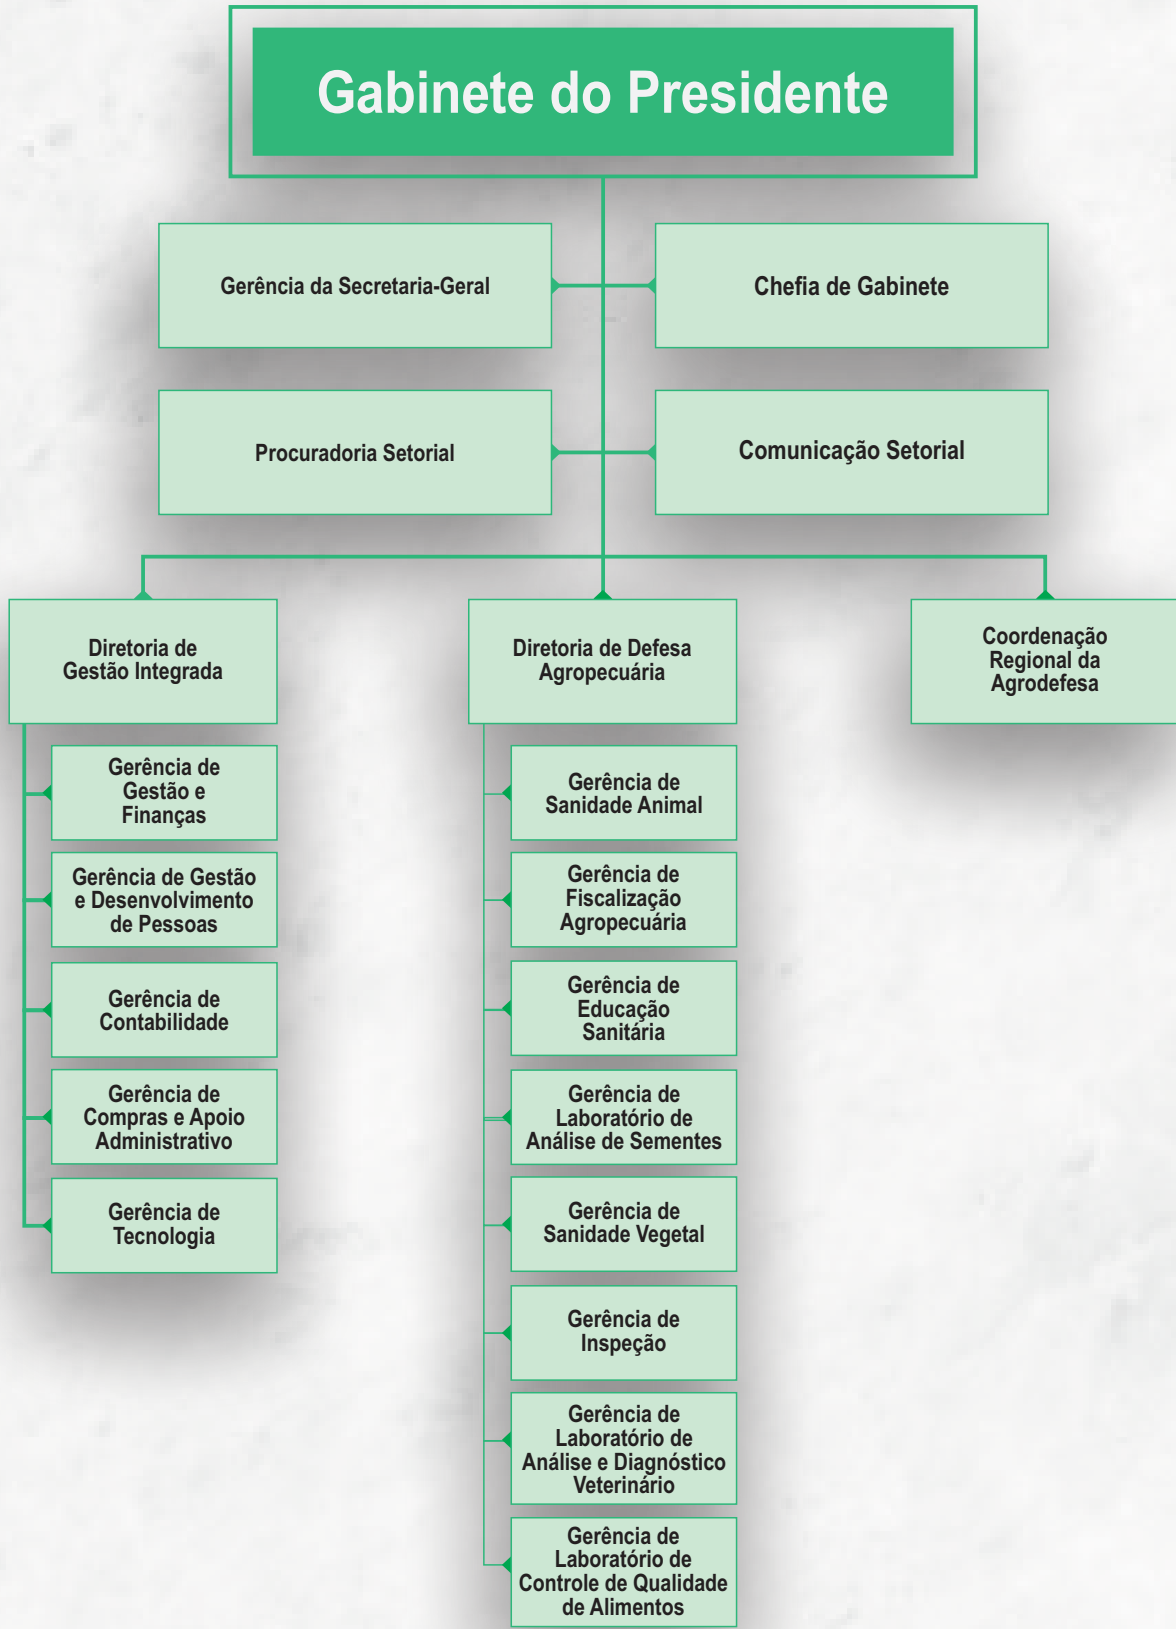 Gabinete do Presidente
Gerência da Secretaria-Geral
Chefia de Gabinete
Procuradoria Setorial
Comunicação Setorial
Diretoria de
Gestão Integrada
Gerência de
Gestão e
Finanças
Gerência de Gestão
e Desenvolvimento
de Pessoas
Gerência de
Contabilidade
Gerência de
Compras e Apoio
Administrativo
Gerência de
Tecnologia
Diretoria de Defesa
Agropecuária
Gerência de
Sanidade Animal
Gerência de
Fiscalização
Agropecuária
Gerência de
Educação
Sanitária
Gerência de
Laboratório de
Análise de Sementes
Gerência de
Sanidade Vegetal
Gerência de
Inspeção
Gerência de
Laboratório de
Análise e Diagnóstico
Veterinário
Gerência de
Laboratório de
Controle de Qualidade
de Alimentos
Coordenação
Regional da
Agrodefesa